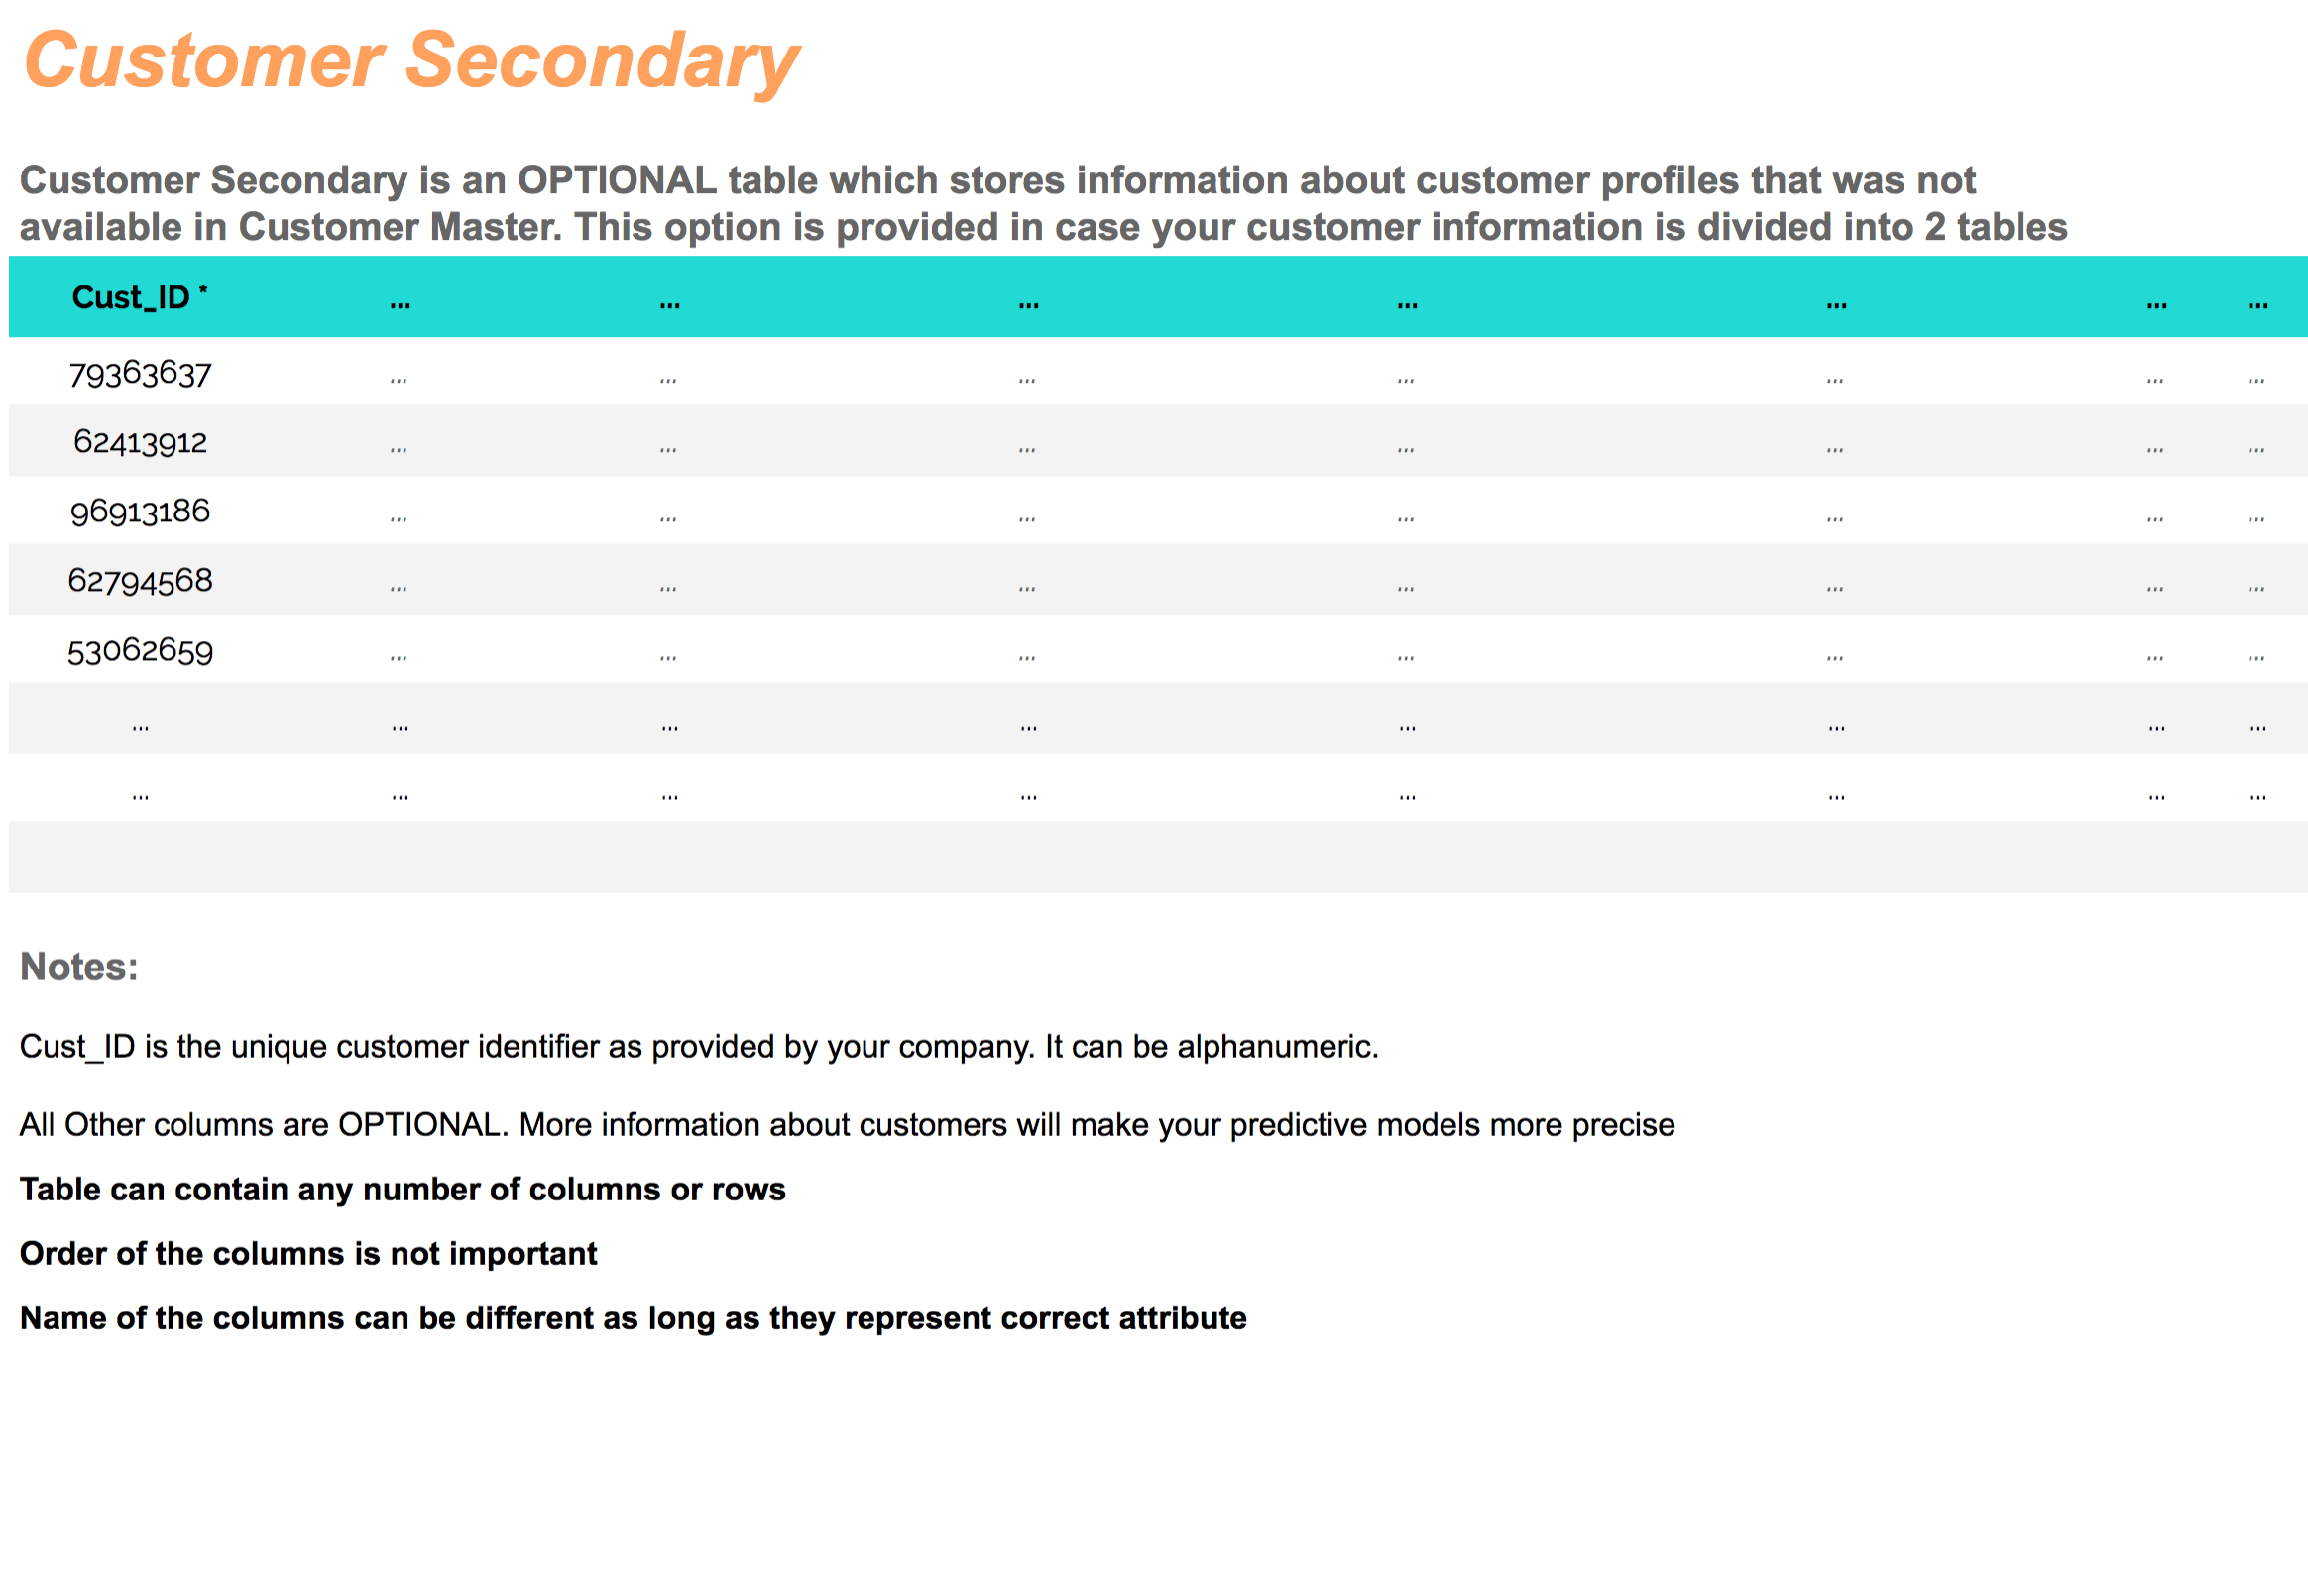 Customer Secondary
Customer Secondary is an OPTIONAL table which stores information about customer profiles that was not
available in Customer Master. This option is provided in case your customer information is divided into 2 tables
Cust_ID * ... ... ... ... ... ... ...
79363637 ... ... ... ... ... ... ...
62413912 ... ... ... ... ... ... ...
96913186 ... ... ... ... ... ... ...
62794568 ... ... ... ... ... ... ...
53062659 ... ... ... ... ... ... ...
... ... ... ... ... ... ... ...
... ... ... ... ... ... ... ...
Notes:
Cust_ID is the unique customer identifier as provided by your company. It can be alphanumeric.
All Other columns are OPTIONAL. More information about customers will make your predictive models more precise
Table can contain any number of columns or rows
Order of the columns is not important
Name of the columns can be different as long as they represent correct attribute